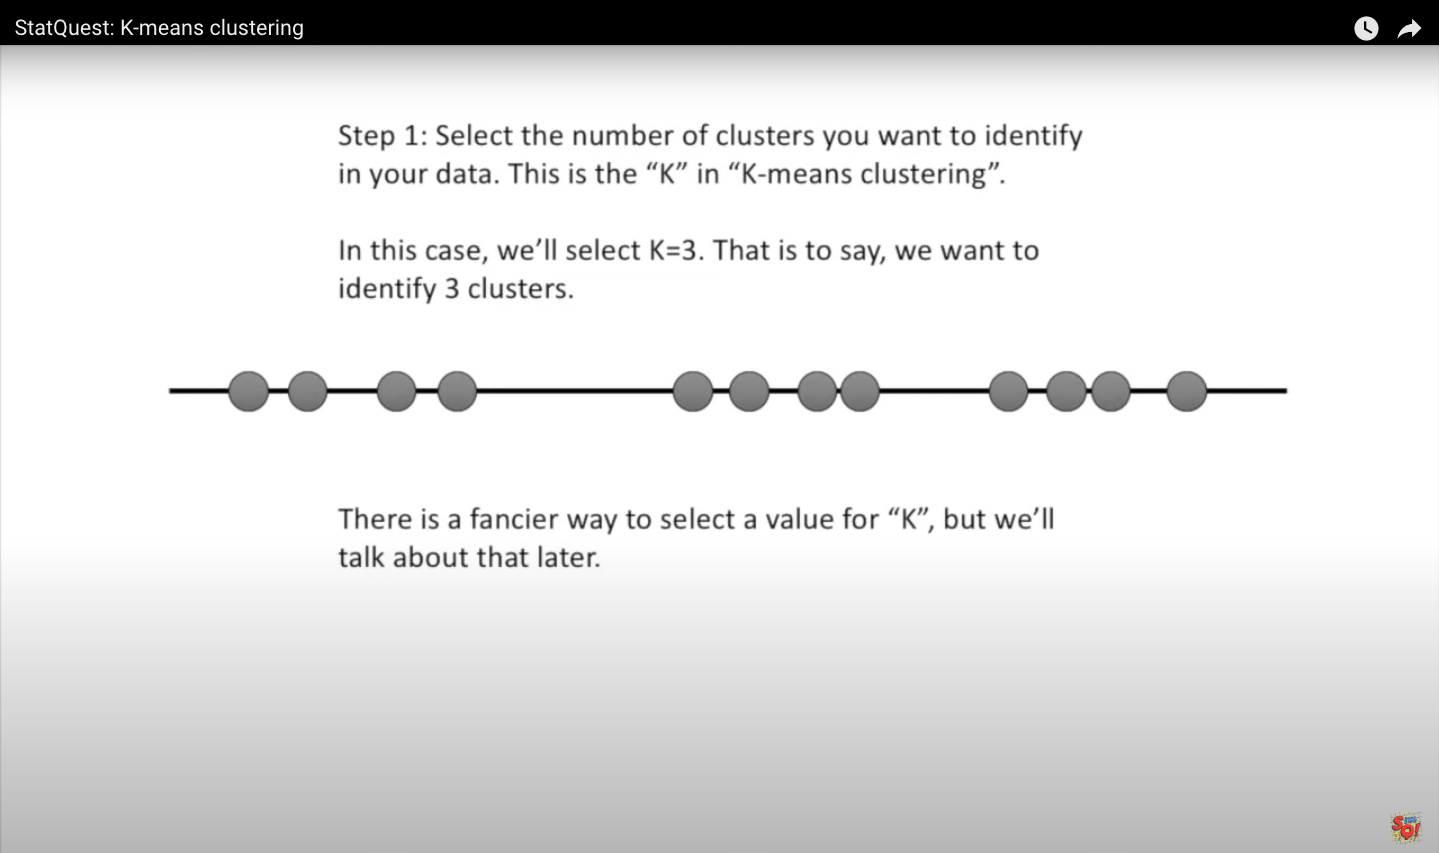 StatQuest: K-means clustering
Step 1: Select the number of clusters you want to identify
in your data. This is the “K” in “K-means clustering”.
In this case, we’ll select K=3. That is to say, we want to
identify 3 clusters.
There is a fancier way to select a value for “K”, but we’ll
talk about that later.
SQ!